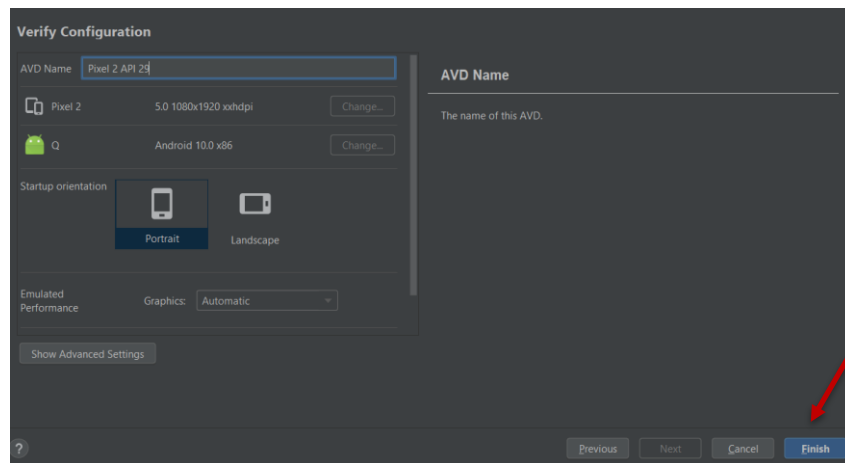 Verify Configuration
AVD Name Pixel 2 API 29
AVD Name
Pixel 2 5.0 1080x1920 xxhdpi Change...
The name of this AVD.
Q Android 10.0 x86 Change...
Startup orientation
Portrait Landscape
Emulated
Performance Graphics: Automatic
Show Advanced Settings
? Previous Next Cancel Finish